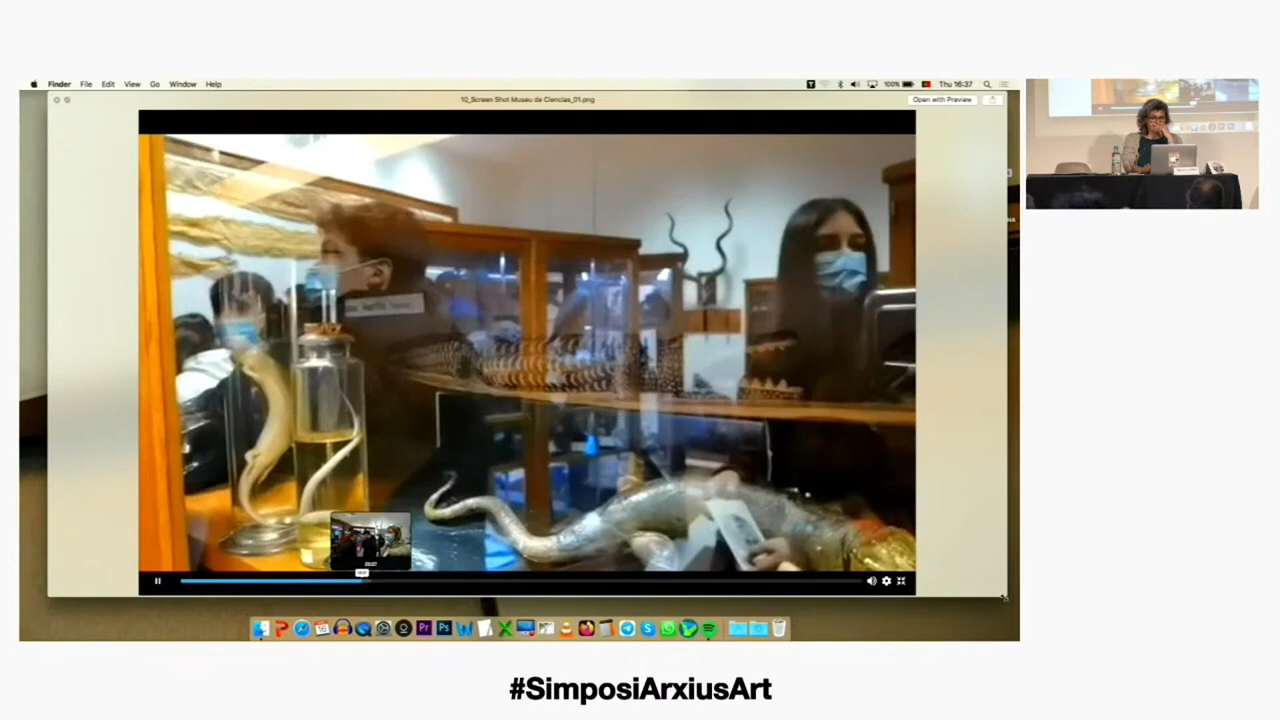 Finder File Edit View Go Window Help
100% Thu 16:37
10_Screen Shot Museu de Ciencias_01.png
Open with Preview
#SimposiArxiusArt